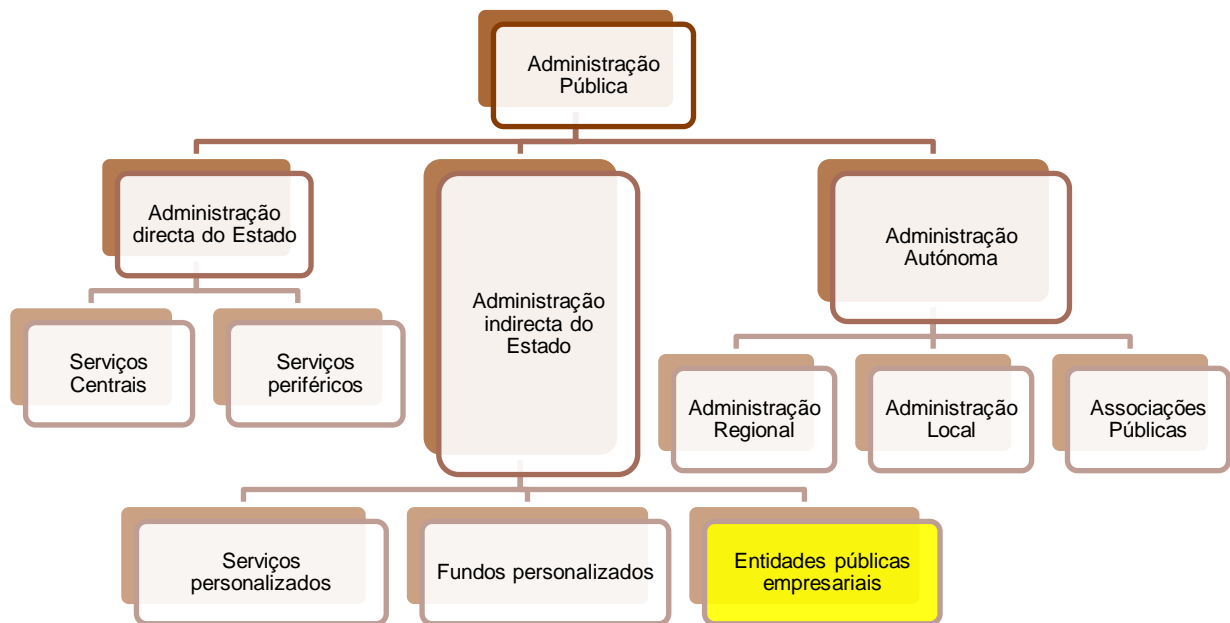 Administração
Pública
Administração
directa do Estado
Administração
indirecta do
Estado
Administração
Autónoma
Serviços
Centrais
Serviços
periféricos
Administração
Regional
Administração
Local
Associações
Públicas
Serviços
personalizados
Fundos personalizados
Entidades públicas
empresariais